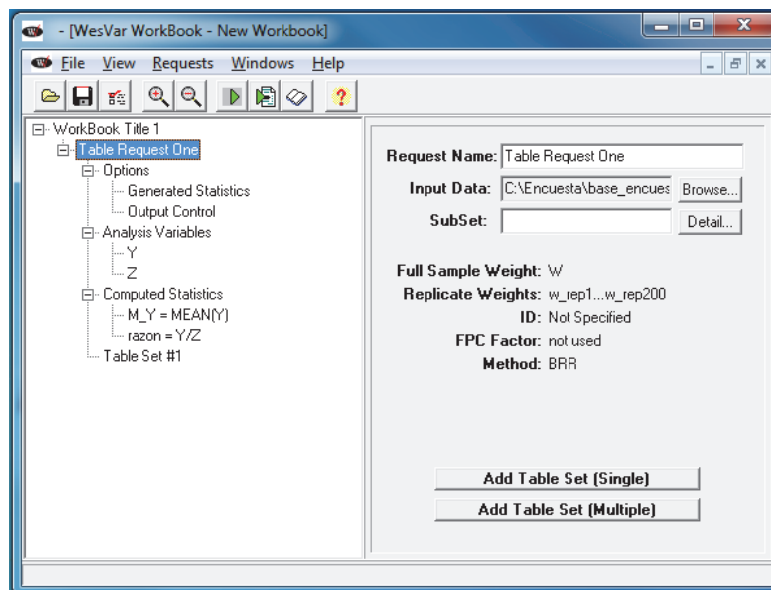 - [WesVar WorkBook - New Workbook]
File View Requests Windows Help
WorkBook Title 1
Table Request One
Options
Generated Statistics
Output Control
Analysis Variables
Y
Z
Computed Statistics
M_Y = MEAN(Y)
razon = Y/Z
Table Set #1
Request Name: Table Request One
Input Data: C:\Encuesta\base_encues Browse...
SubSet: Detail...
Full Sample Weight: W
Replicate Weights: w_rep1...w_rep200
ID: Not Specified
FPC Factor: not used
Method: BRR
Add Table Set (Single)
Add Table Set (Multiple)